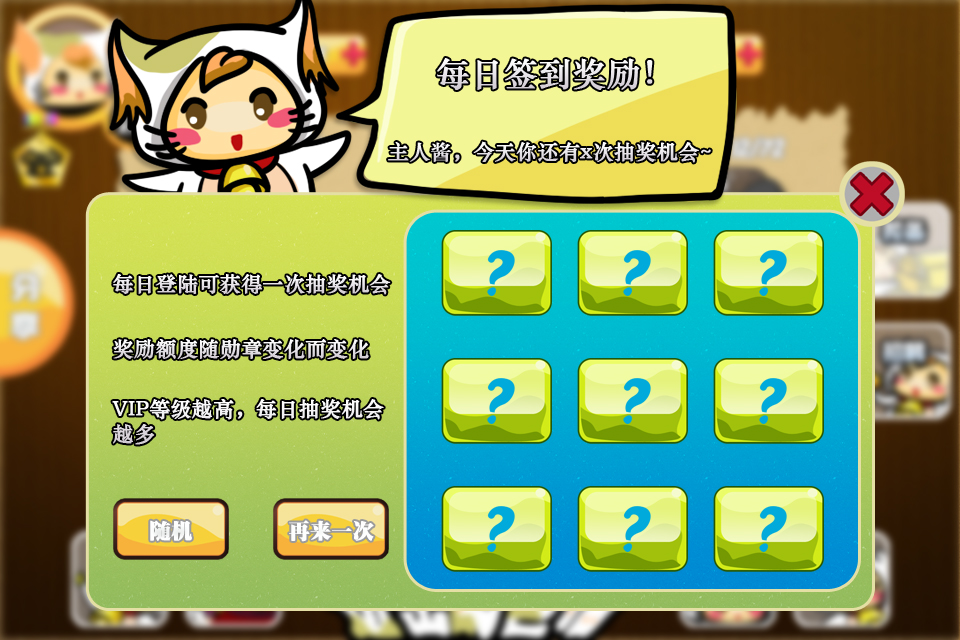 每日签到奖励！
主人酱，今天你还有x次抽奖机会~
每日登陆可获得一次抽奖机会
奖励额度随勋章变化而变化
VIP等级越高，每日抽奖机会
越多
? ? ?
? ? ?
? ? ?
随机
再来一次